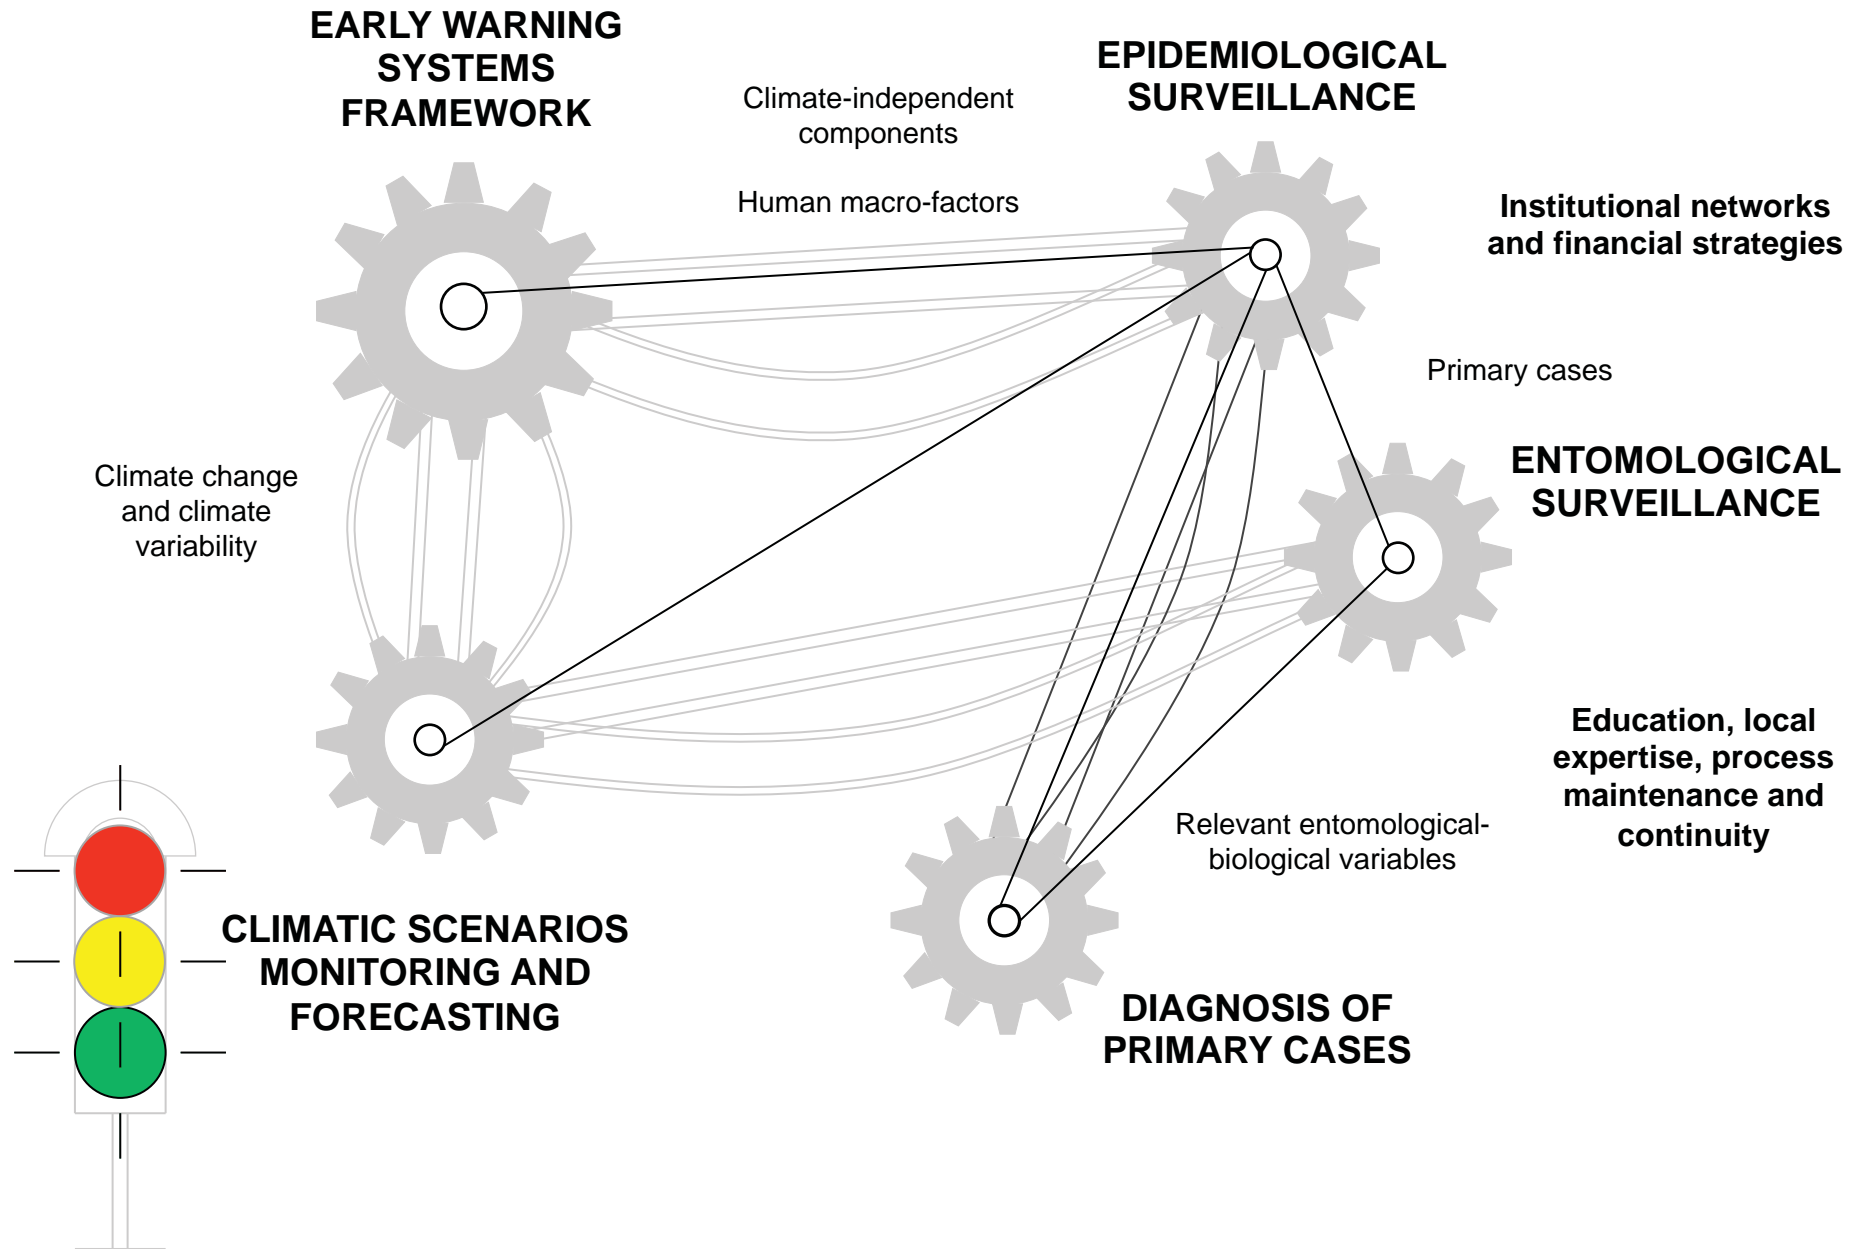 EARLY WARNING
SYSTEMS
FRAMEWORK
Climate-independent
components
Human macro-factors
EPIDEMIOLOGICAL
SURVEILLANCE
Institutional networks
and financial strategies
Primary cases
Climate change
and climate
variability
ENTOMOLOGICAL
SURVEILLANCE
Education, local
expertise, process
maintenance and
continuity
Relevant entomological-
biological variables
CLIMATIC SCENARIOS
MONITORING AND
FORECASTING
DIAGNOSIS OF
PRIMARY CASES